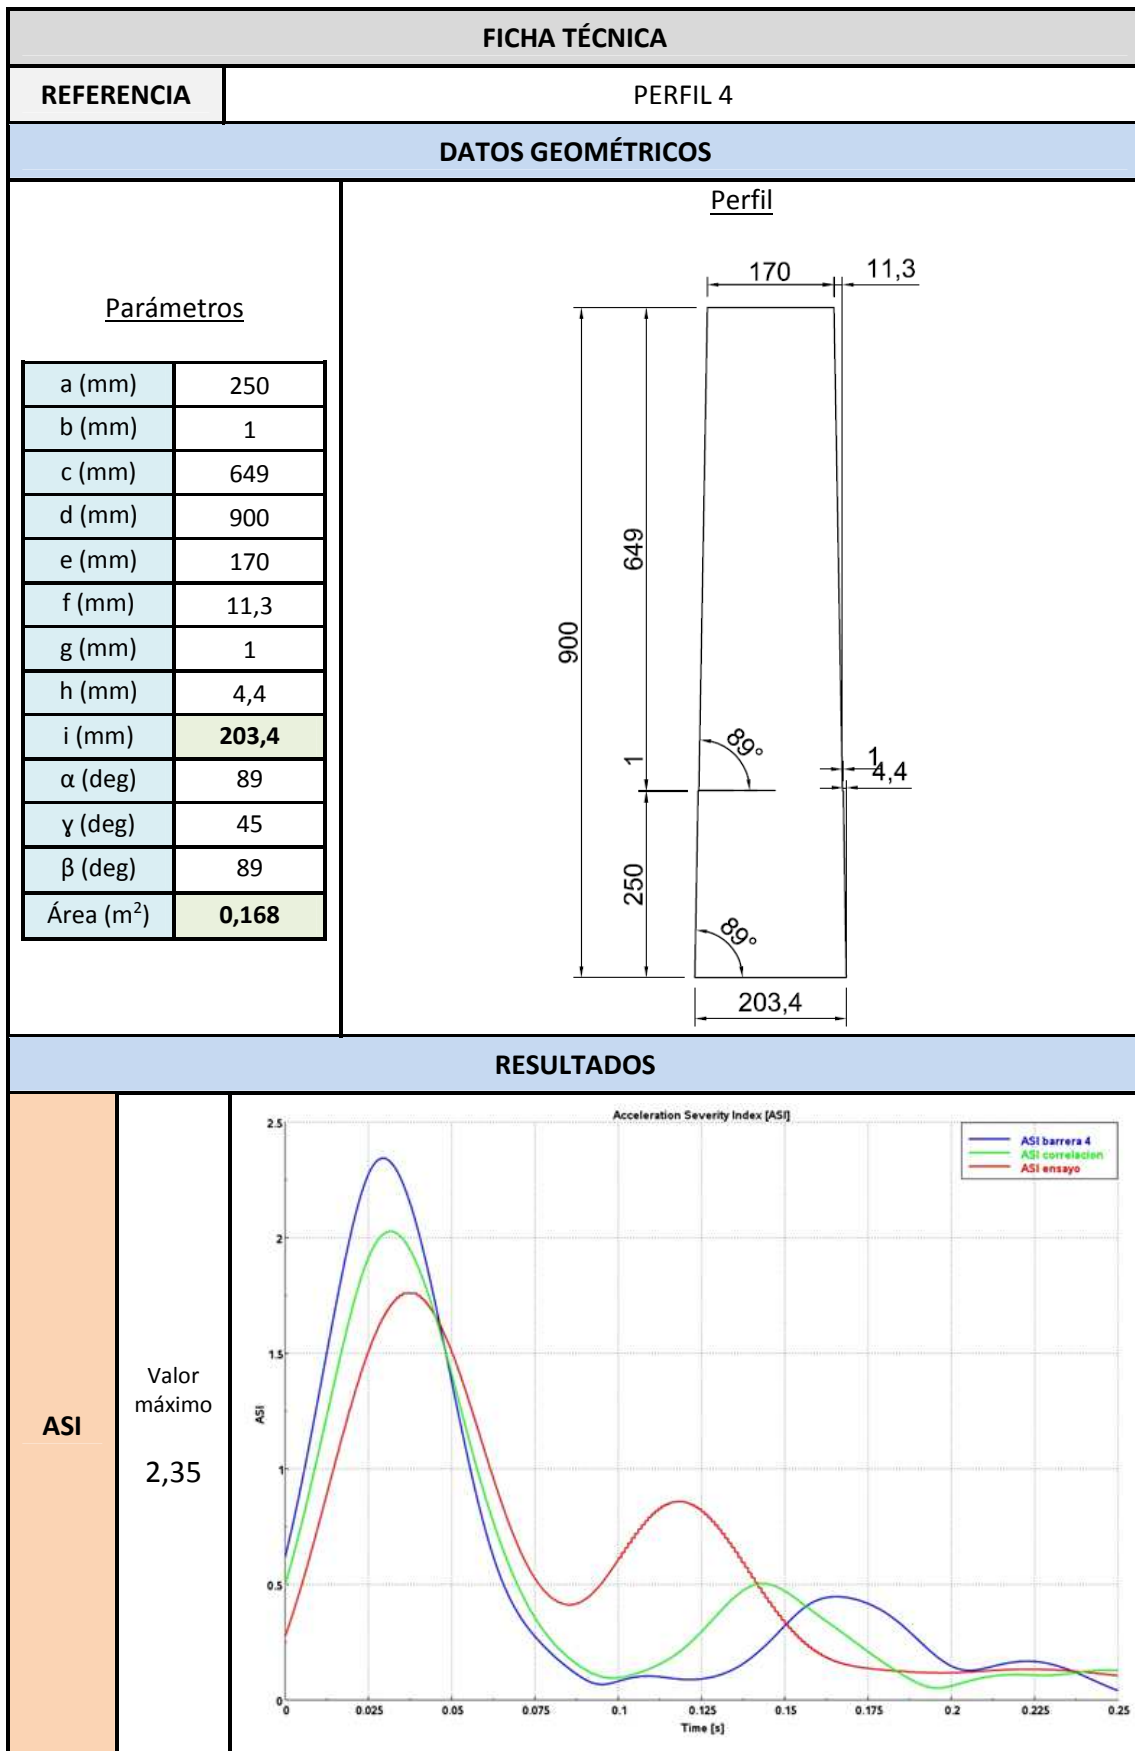 FICHA TÉCNICA
REFERENCIA PERFIL 4
DATOS GEOMÉTRICOS
Parámetros
a (mm) 250
b (mm) 1
c (mm) 649
d (mm) 900
e (mm) 170
f (mm) 11,3
g (mm) 1
h (mm) 4,4
i (mm) 203,4
α (deg) 89
ɣ (deg) 45
β (deg) 89
Área (m²) 0,168
Perfil
170 11,3
649
900
89°
1
1
4,4
250
89°
203,4
RESULTADOS
ASI
Valor
máximo
2,35
Acceleration Severity Index [ASI]
ASI barrera 4
ASI correlacion
ASI ensayo
2.5
2
1.5
1
0.5
0
ASI
0 0.025 0.05 0.075 0.1 0.125 0.15 0.175 0.2 0.225 0.25
Time [s]